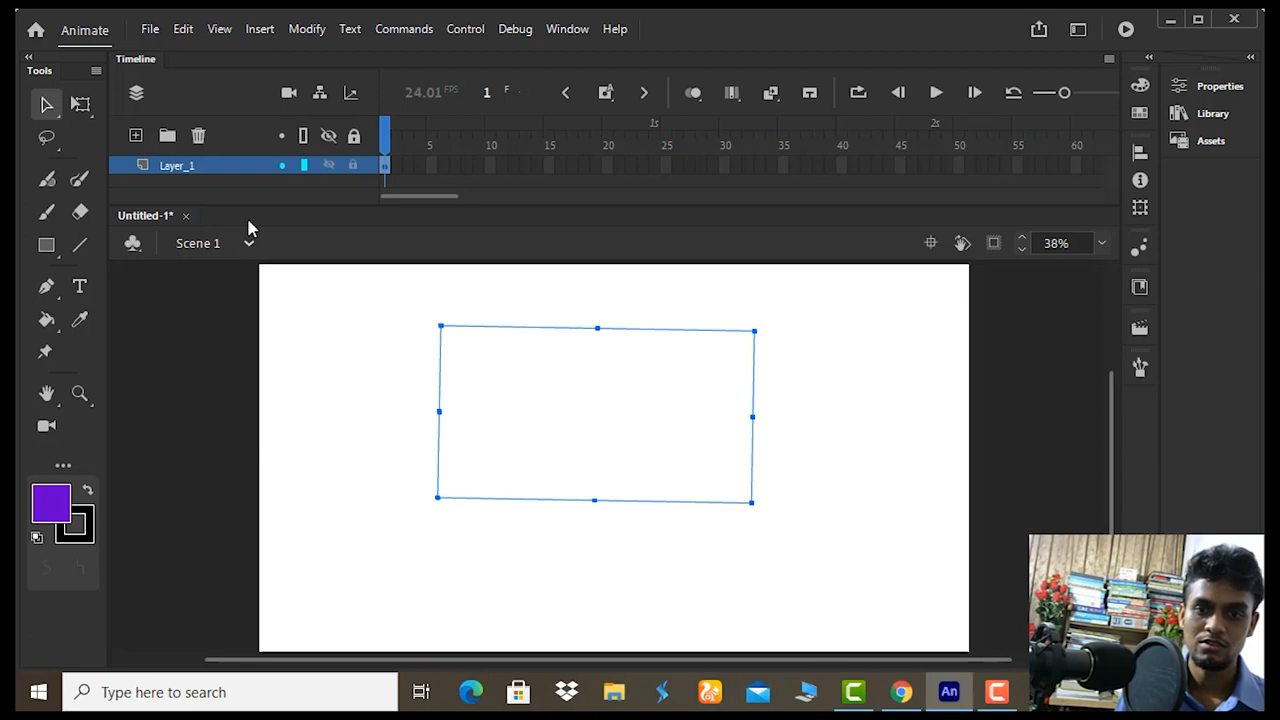 Animate File Edit View Insert Modify Text Commands Control Debug Window Help
Tools
Timeline
24.01 FPS 1 F
1s 2s
5 10 15 20 25 30 35 40 45 50 55 60
Layer_1
Properties
Library
Assets
Untitled-1*
Scene 1
38%
T
Type here to search
An